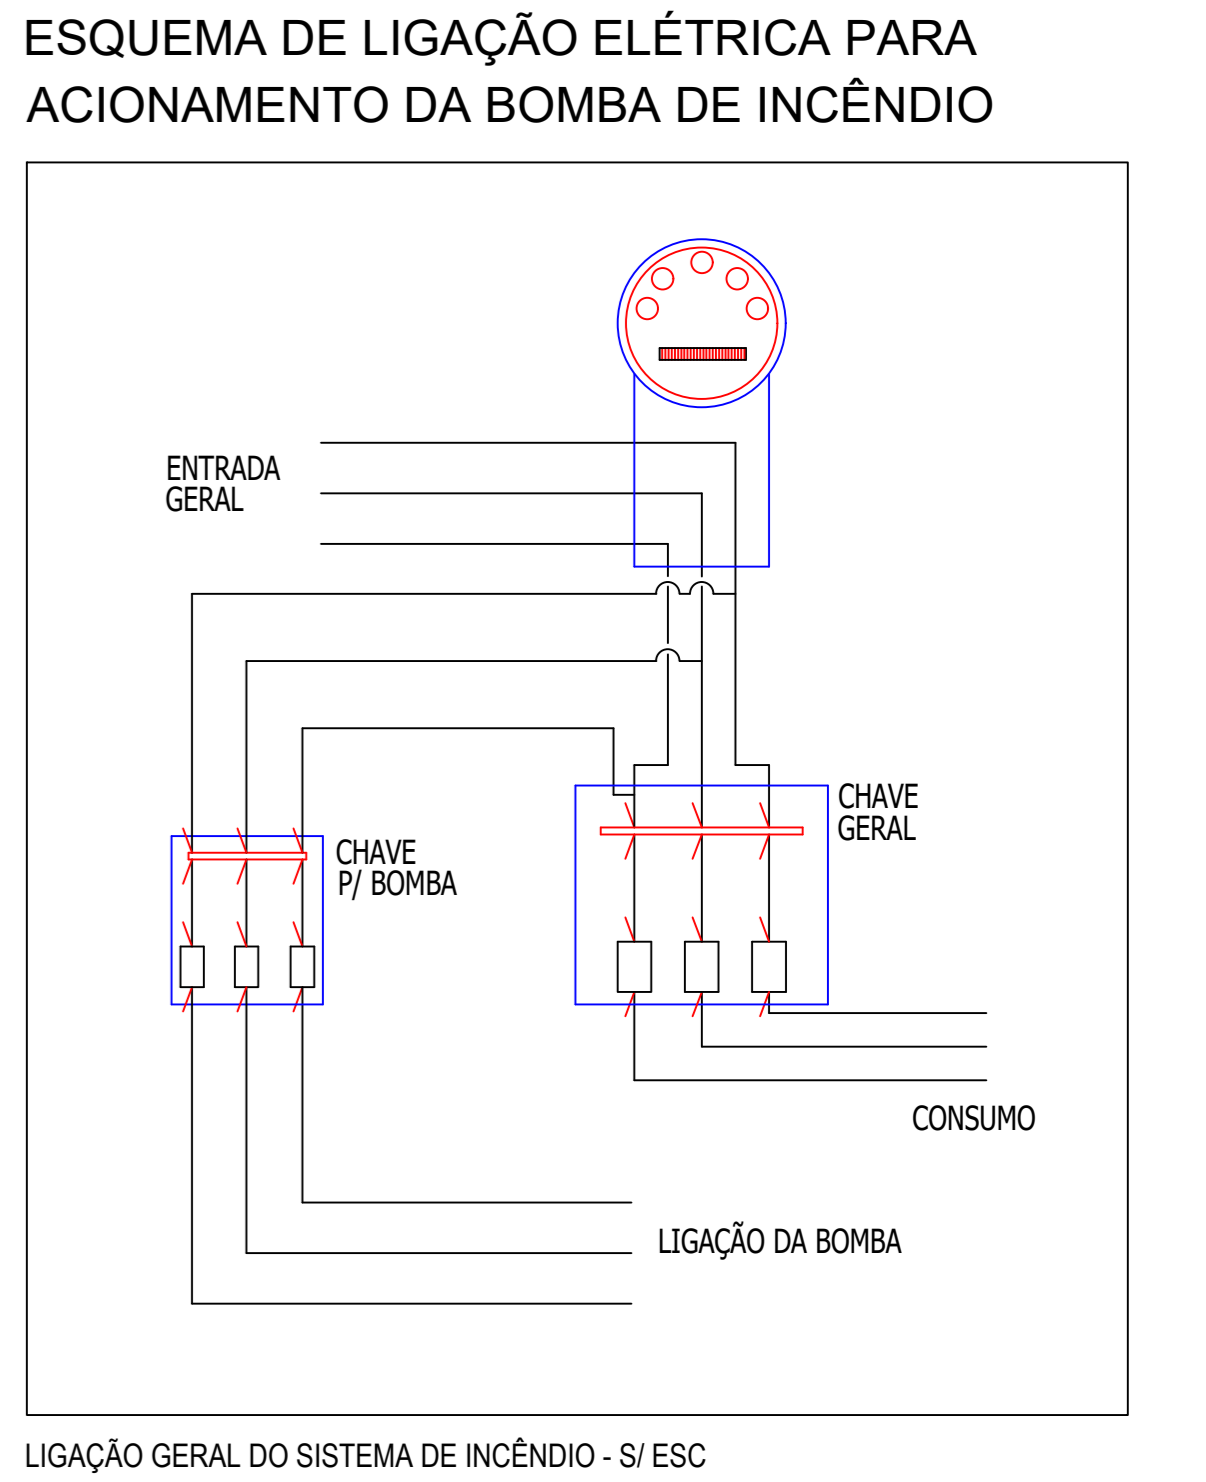 ESQUEMA DE LIGAÇÃO ELÉTRICA PARA
ACIONAMENTO DA BOMBA DE INCÊNDIO
ENTRADA
GERAL
CHAVE
GERAL
CHAVE
P/ BOMBA
CONSUMO
LIGAÇÃO DA BOMBA
LIGAÇÃO GERAL DO SISTEMA DE INCÊNDIO - S/ ESC